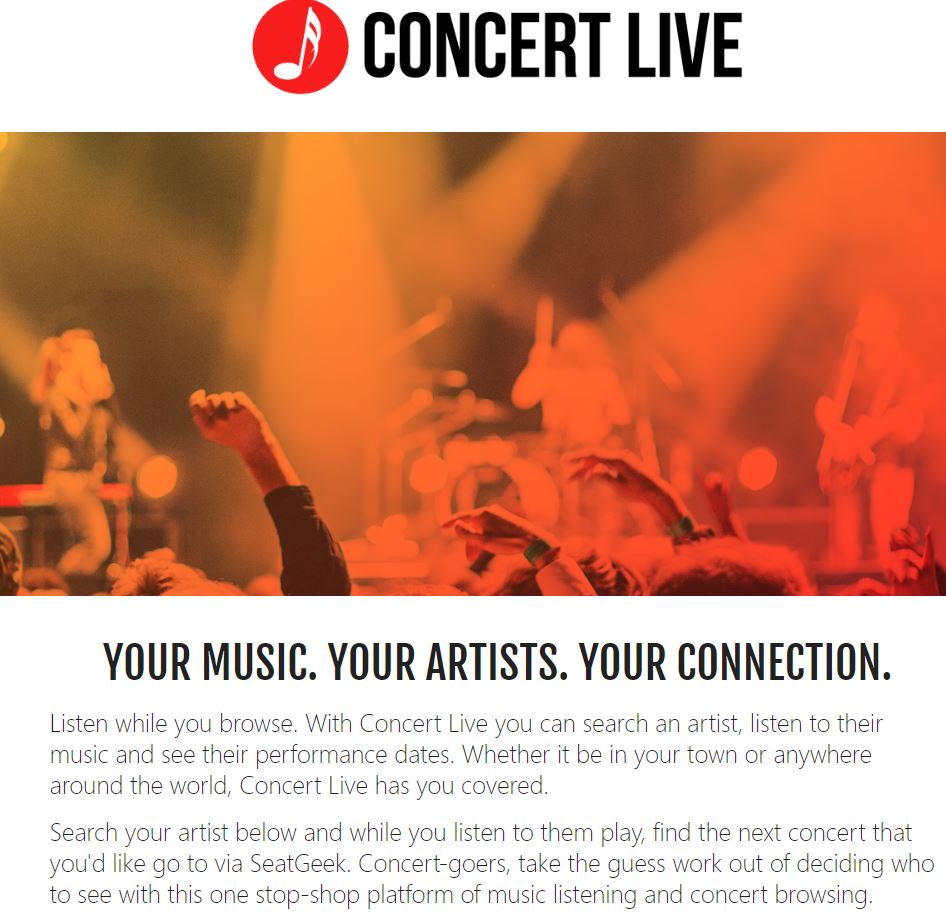 CONCERT LIVE
YOUR MUSIC. YOUR ARTISTS. YOUR CONNECTION.
Listen while you browse. With Concert Live you can search an artist, listen to their
music and see their performance dates. Whether it be in your town or anywhere
around the world, Concert Live has you covered.
Search your artist below and while you listen to them play, find the next concert that
you'd like go to via SeatGeek. Concert-goers, take the guess work out of deciding who
to see with this one stop-shop platform of music listening and concert browsing.